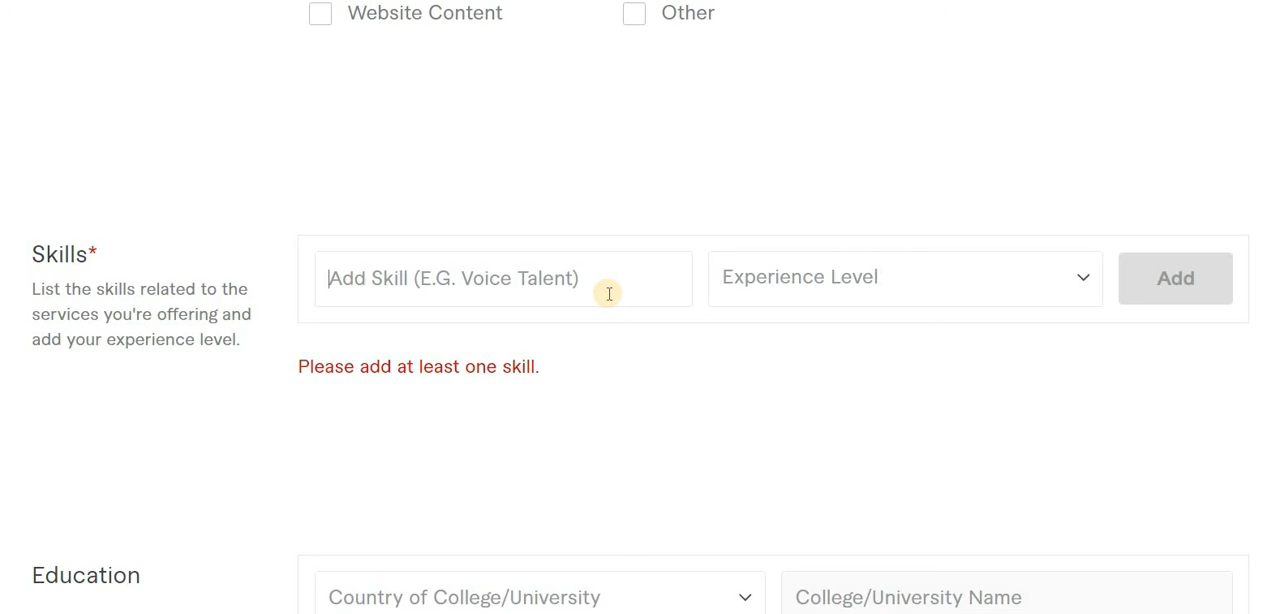 Website Content
Other
Skills*
List the skills related to the
services you're offering and
add your experience level.
Add Skill (E.G. Voice Talent)
Experience Level
Add
Please add at least one skill.
Education
Country of College/University
College/University Name